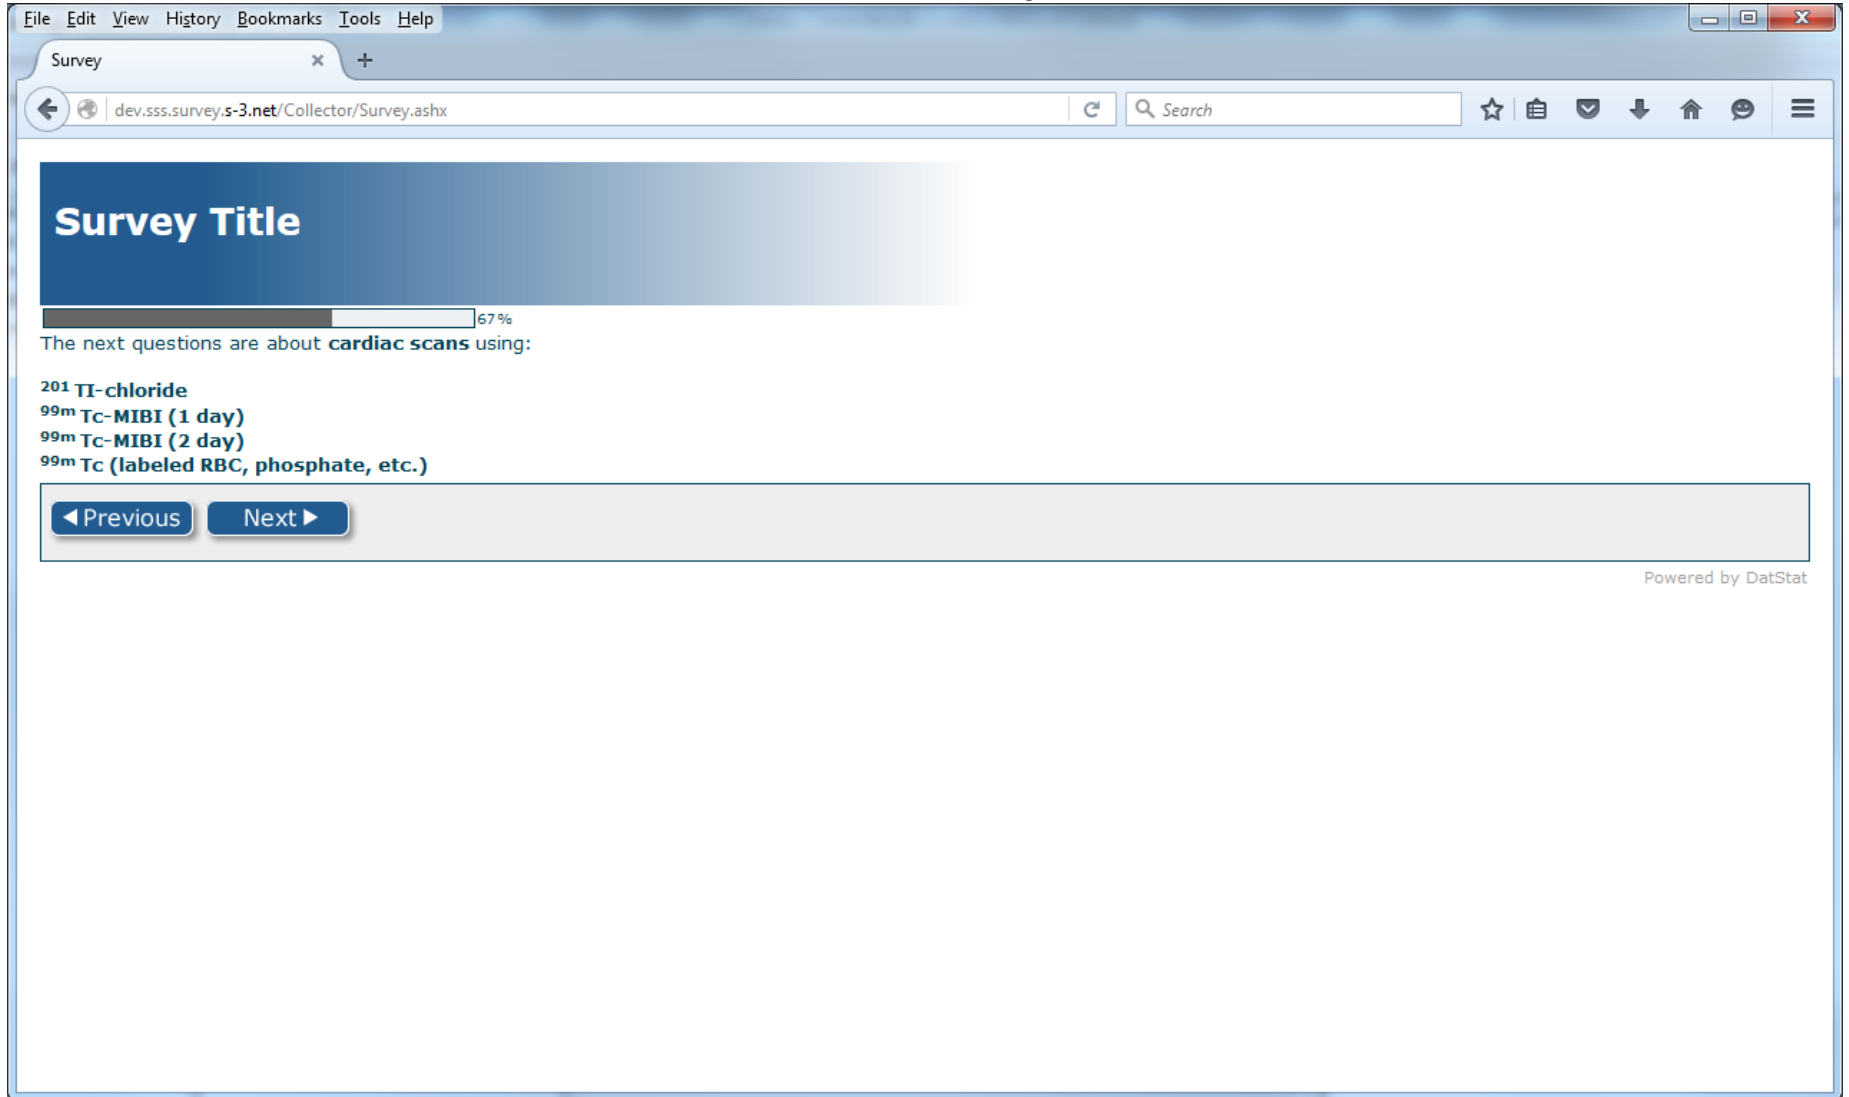 File Edit View History Bookmarks Tools Help
Survey
dev.sss.survey.s-3.net/Collector/Survey.ashx
Search
Survey Title
67%
The next questions are about cardiac scans using:
201 TI-chloride
99m Tc-MIBI (1 day)
99m Tc-MIBI (2 day)
99m Tc (labeled RBC, phosphate, etc.)
Previous Next
Powered by DatStat